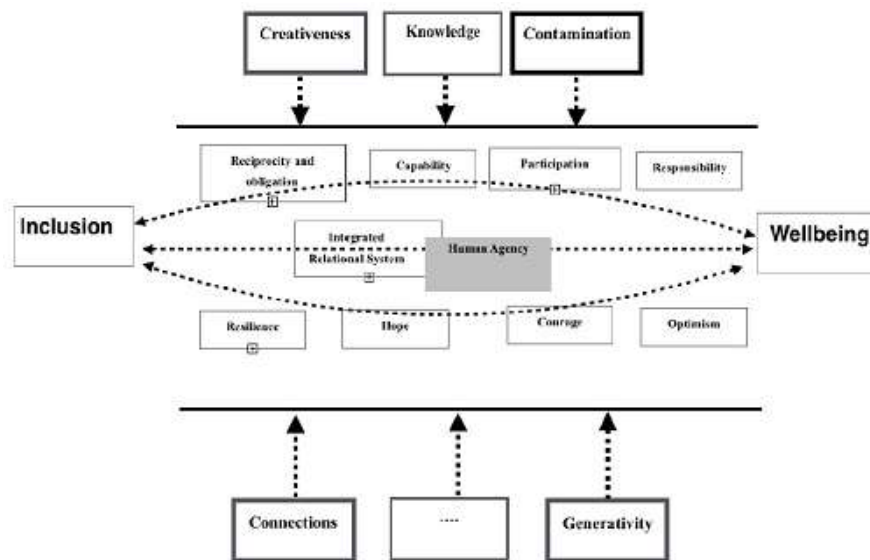 Creativeness
Knowledge
Contamination
Reciprocity and
obligation
Capability
Participation
Responsibility
Inclusion
Integrated
Relational System
Human Agency
Wellbeing
Resilience
Hope
Courage
Optimism
Connections
----
Generativity